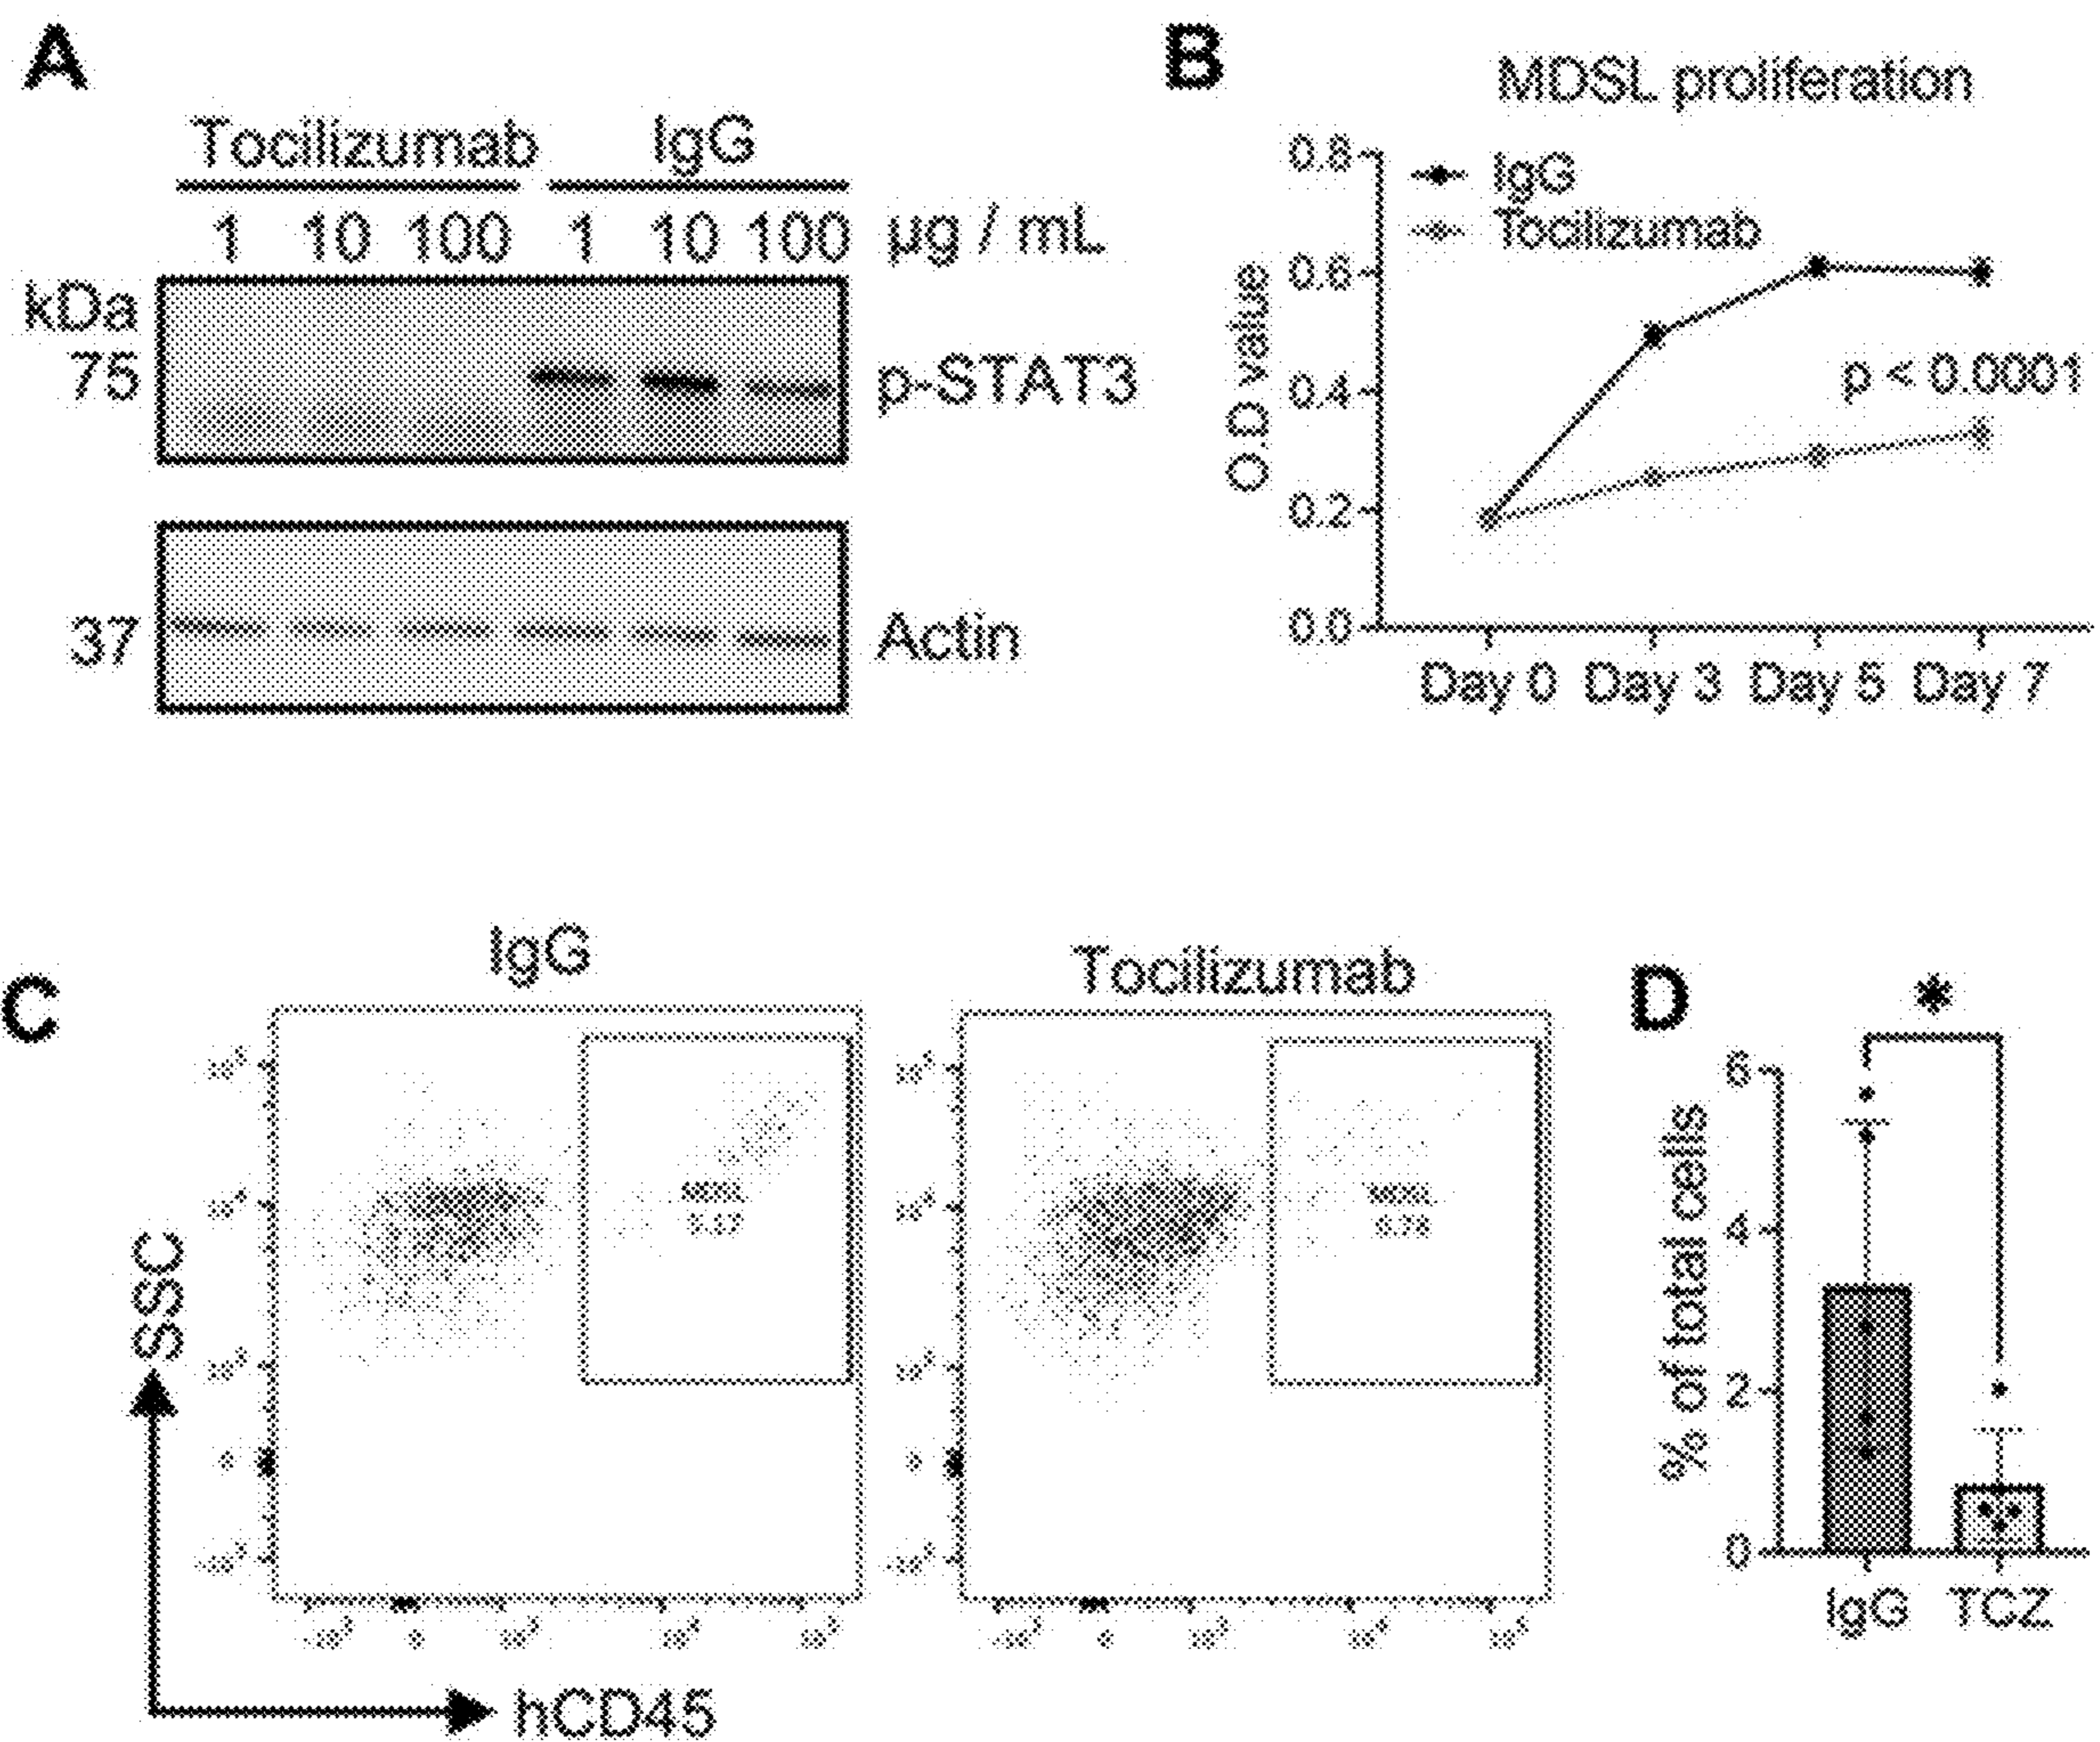 A
Tocilizumab IgG
1 10 100 1 10 100 µg / mL
kDa
75
p-STAT3
37
Actin
B
MDSL proliferation
IgG
Tocilizumab
O.D value
0.8
0.6
0.4
0.2
0.0
p < 0.0001
Day 0 Day 3 Day 5 Day 7
C
IgG
Tocilizumab
SSC
hCD45
D
*
% of total cells
6
4
2
0
IgG TCZ